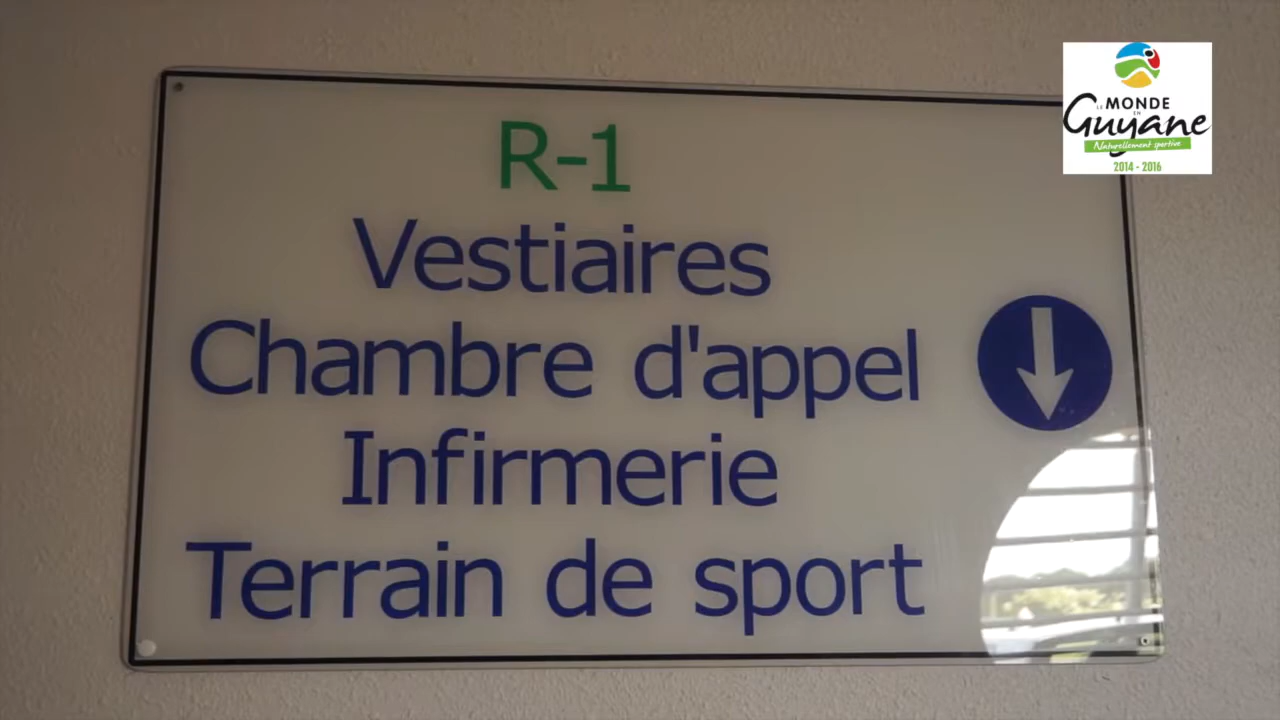 R-1
Vestiaires
Chambre d'appel
Infirmerie
Terrain de sport
LE MONDE
EN
Guyane
Naturellement sportive
2014 - 2016